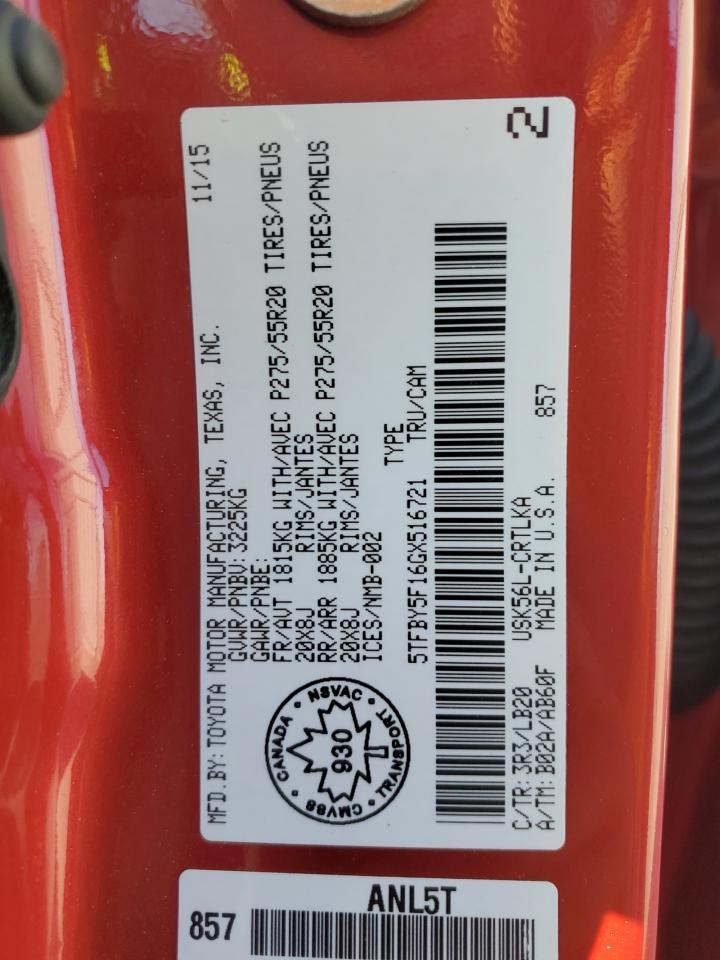 MFD.BY:TOYOTA MOTOR MANUFACTURING, TEXAS, INC. 11/15
GVWR/PNBV: 3225KG
GAWR/PNBE:
FR/AVT 1815KG WITH/AVEC P275/55R20 TIRES/PNEUS
20X8J RIMS/JANTES
RR/ARR 1885KG WITH/AVEC P275/55R20 TIRES/PNEUS
20X8J RIMS/JANTES
ICES/NMB-002
TYPE
5TFBY5F16GX516721 TRU/CAM
CANADA NSVAC
930
CMVSS TRANSPORT
2
C/TR: 3R3/LB20 USK56L-CRTLKA 857
A/TM: B02A/AB60F MADE IN U.S.A.
ANL5T
857